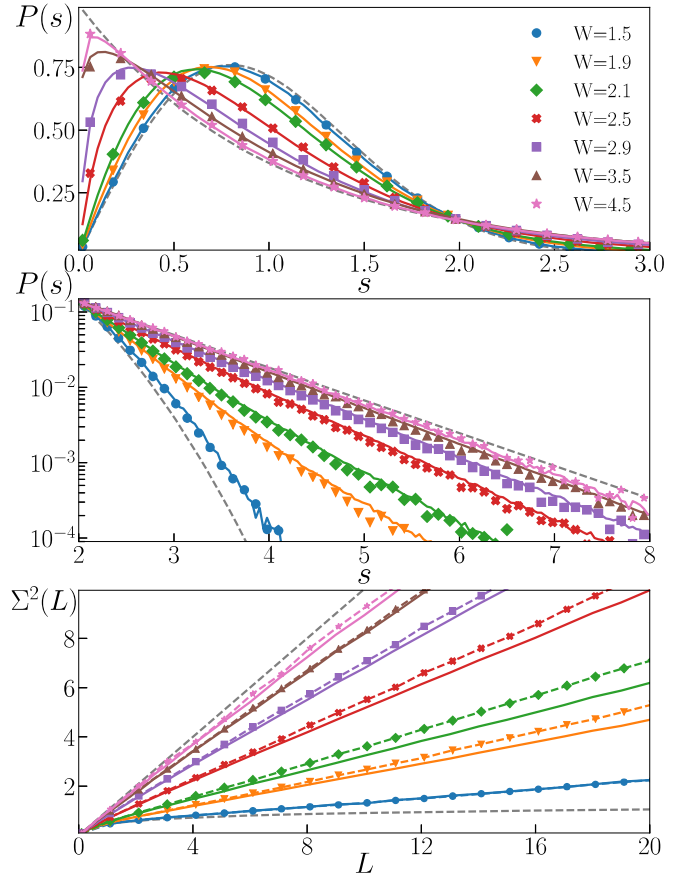 P(s)
W=1.5
W=1.9
W=2.1
W=2.5
W=2.9
W=3.5
W=4.5
0.75
0.50
0.25
0.0 0.5 1.0 1.5 2.0 2.5 3.0
s
P(s)
10⁻¹
10⁻²
10⁻³
10⁻⁴
2 3 4 5 6 7 8
s
Σ²(L)
8
6
4
2
0 4 8 12 16 20
L